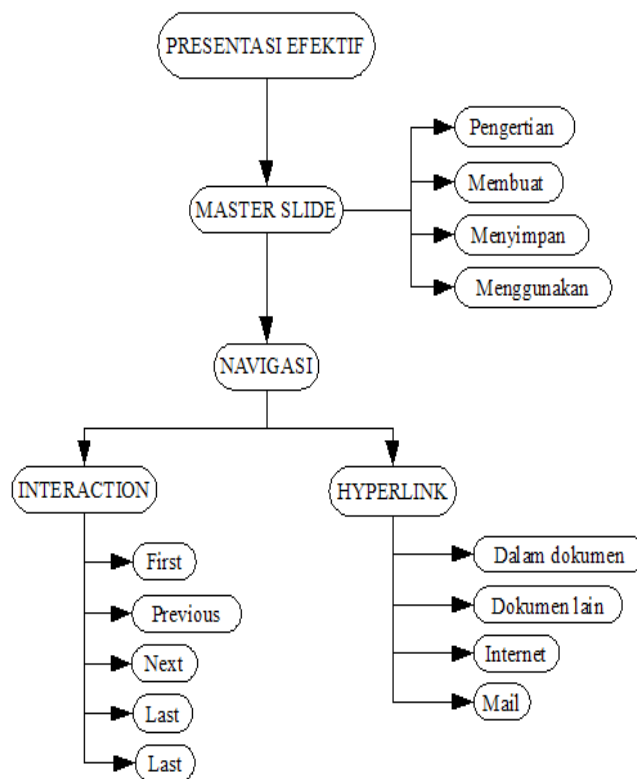 PRESENTASI EFEKTIF
Pengertian
Membuat
MASTER SLIDE
Menyimpan
Menggunakan
NAVIGASI
INTERACTION
First
Previous
Next
Last
Last
HYPERLINK
Dalam dokumen
Dokumen lain
Internet
Mail